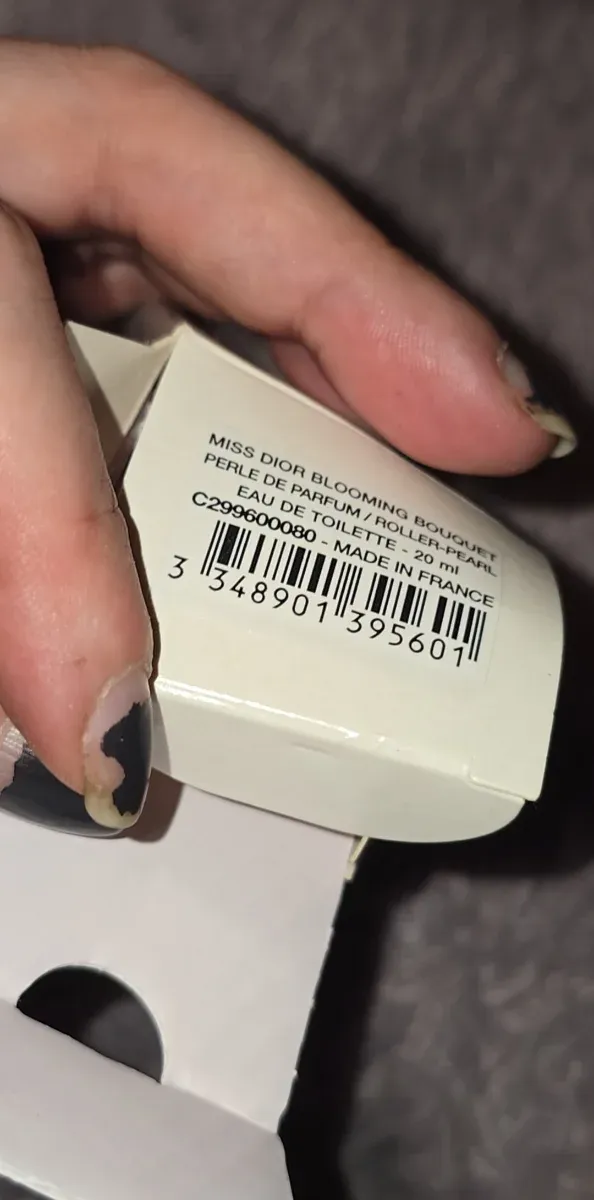 MISS DIOR BLOOMING BOUQUET
PERLE DE PARFUM / ROLLER-PEARL
EAU DE TOILETTE - 20 ml
C299600080 - MADE IN FRANCE
3 348901 395601